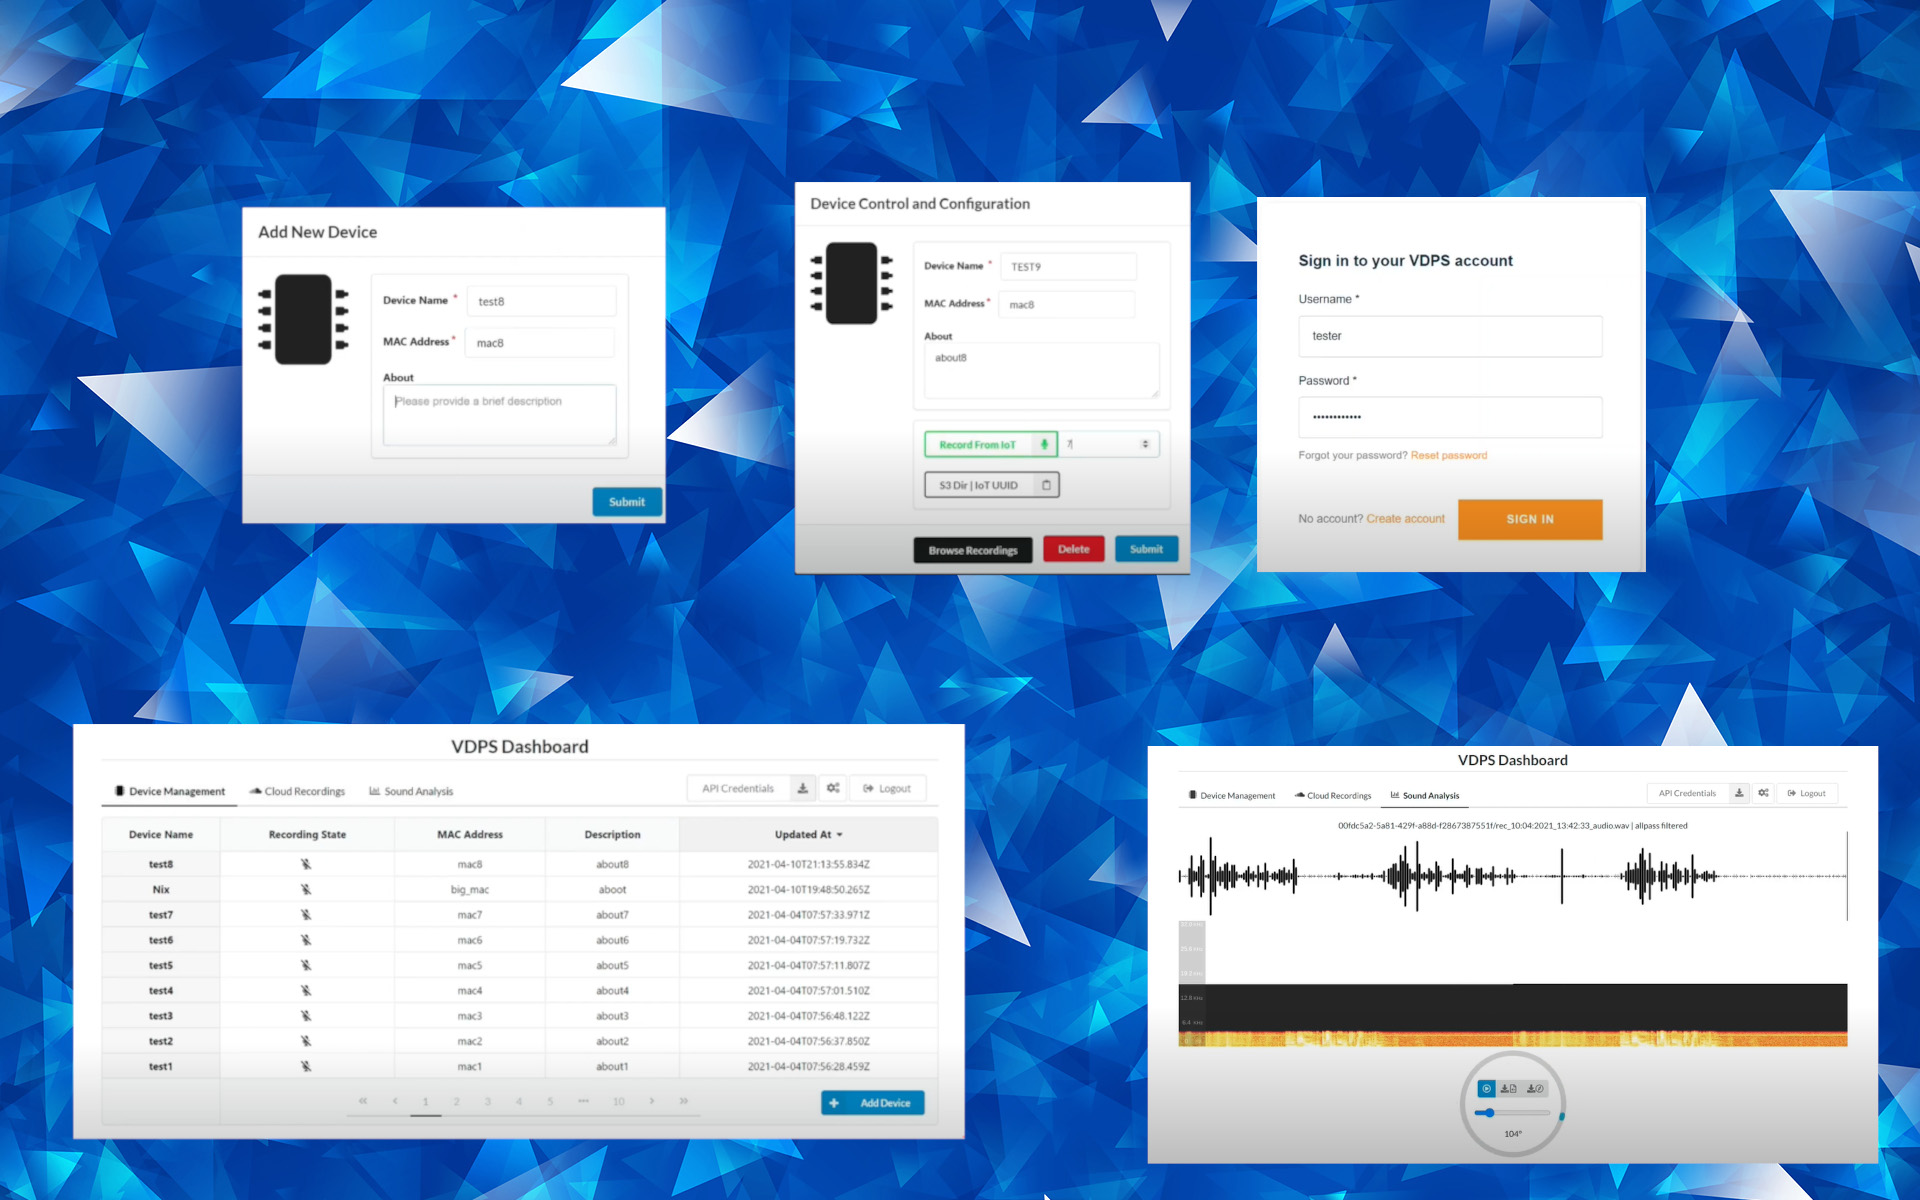 Add New Device
Device Name * test8
MAC Address * mac8
About
Please provide a brief description
Submit
Device Control and Configuration
Device Name * TEST9
MAC Address * mac8
About
about8
Record From IoT 7
S3 Dir | IoT UUID
Browse Recordings Delete Submit
Sign in to your VDPS account
Username *
tester
Password *
••••••••••••
Forgot your password? Reset password
No account? Create account SIGN IN
VDPS Dashboard
Device Management Cloud Recordings Sound Analysis API Credentials Logout
Device Name Recording State MAC Address Description Updated At
test8 mac8 about8 2021-04-10T21:13:55.834Z
Nix big_mac aboot 2021-04-10T19:48:50.265Z
test7 mac7 about7 2021-04-04T07:57:33.971Z
test6 mac6 about6 2021-04-04T07:57:19.732Z
test5 mac5 about5 2021-04-04T07:57:11.807Z
test4 mac4 about4 2021-04-04T07:57:01.510Z
test3 mac3 about3 2021-04-04T07:56:48.122Z
test2 mac2 about2 2021-04-04T07:56:37.850Z
test1 mac1 about1 2021-04-04T07:56:28.459Z
« ‹ 1 2 3 4 5 ... 10 › »
+ Add Device
VDPS Dashboard
Device Management Cloud Recordings Sound Analysis API Credentials Logout
00fdc5a2-5a81-429f-a88d-f2867387551f/rec_10:04:2021_13:42:33_audio.wav | allpass filtered
12.8 KHz
6.4 KHz
104°